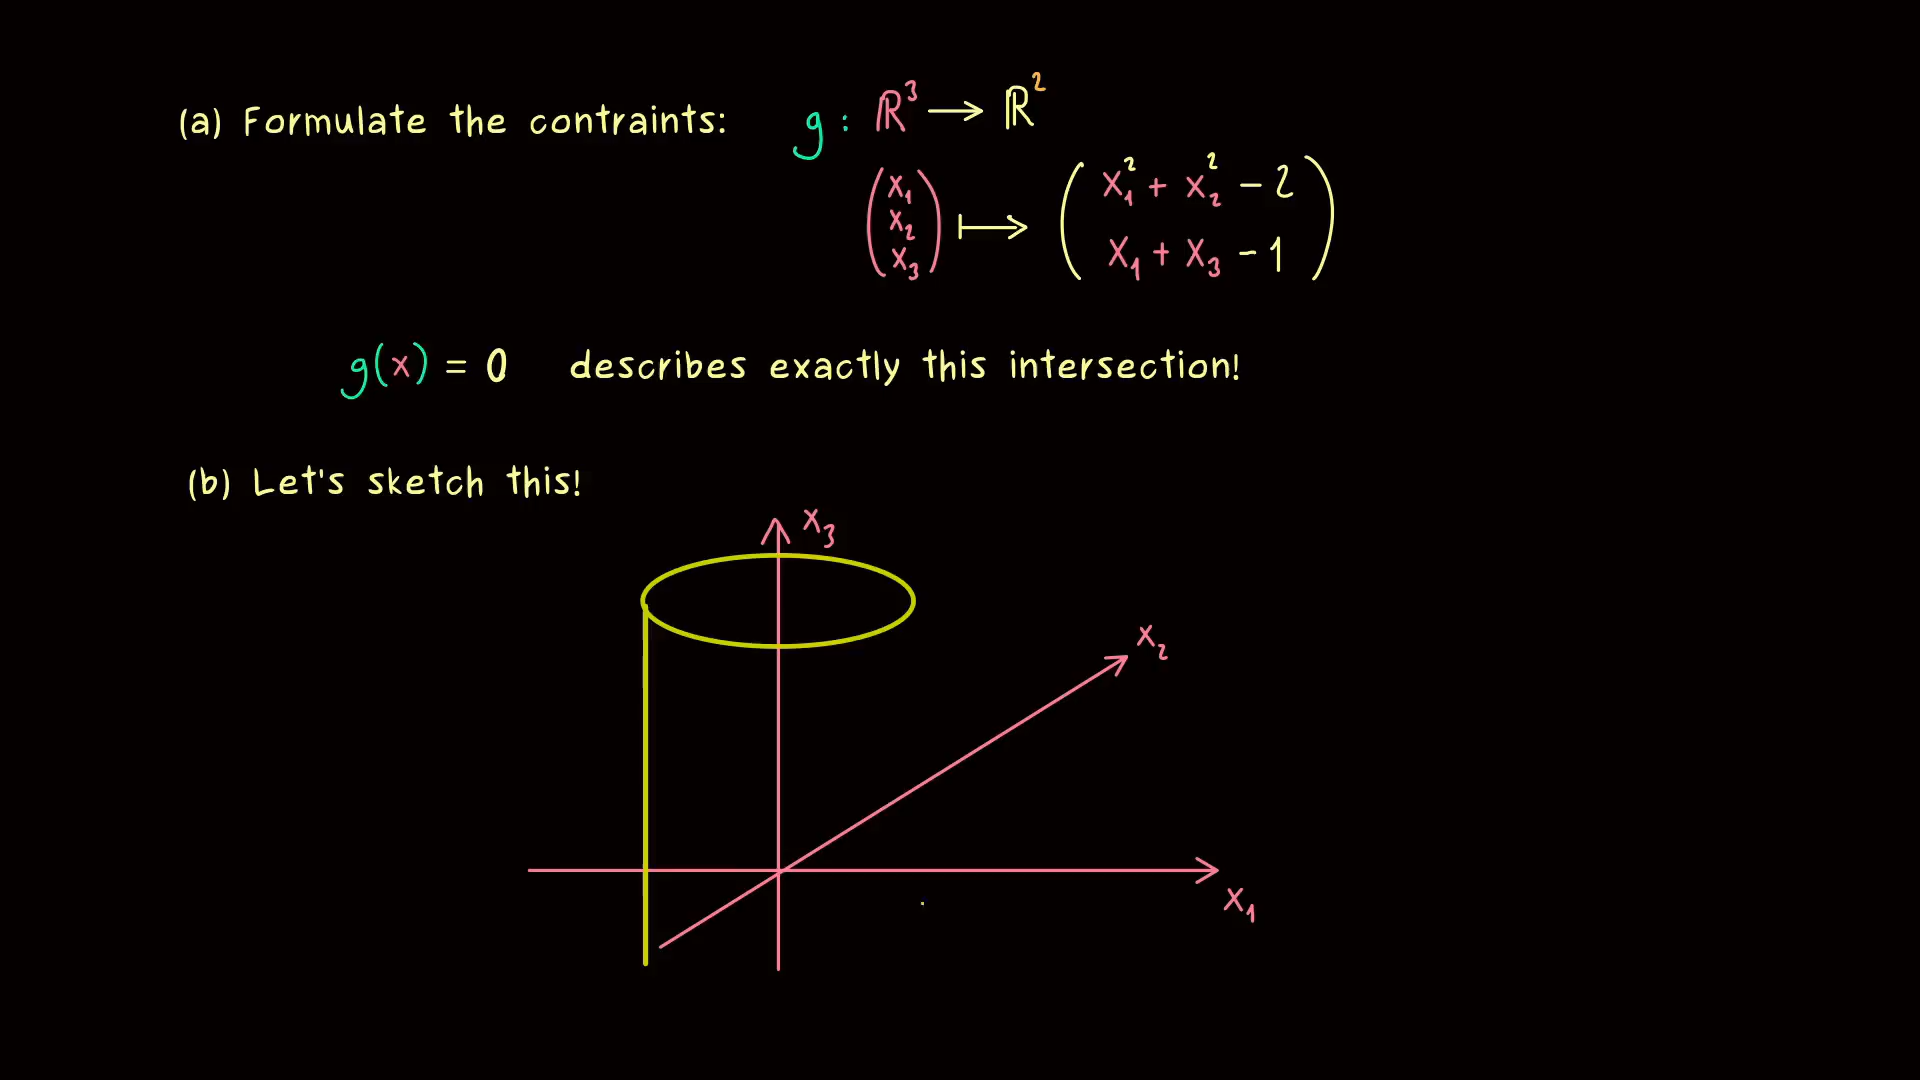 (a) Formulate the contraints: g : ℝ³ ⟶ ℝ²
(x₁ x₂ x₃) ⟼ (x₁² + x₂² − 2
x₁ + x₃ − 1)
g(x) = 0 describes exactly this intersection!
(b) Let's sketch this!
x₃
x₂
x₁